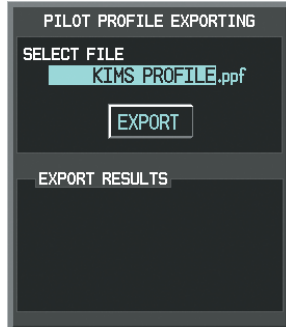 PILOT PROFILE EXPORTING
SELECT FILE
KIMS PROFILE.ppf
EXPORT
EXPORT RESULTS